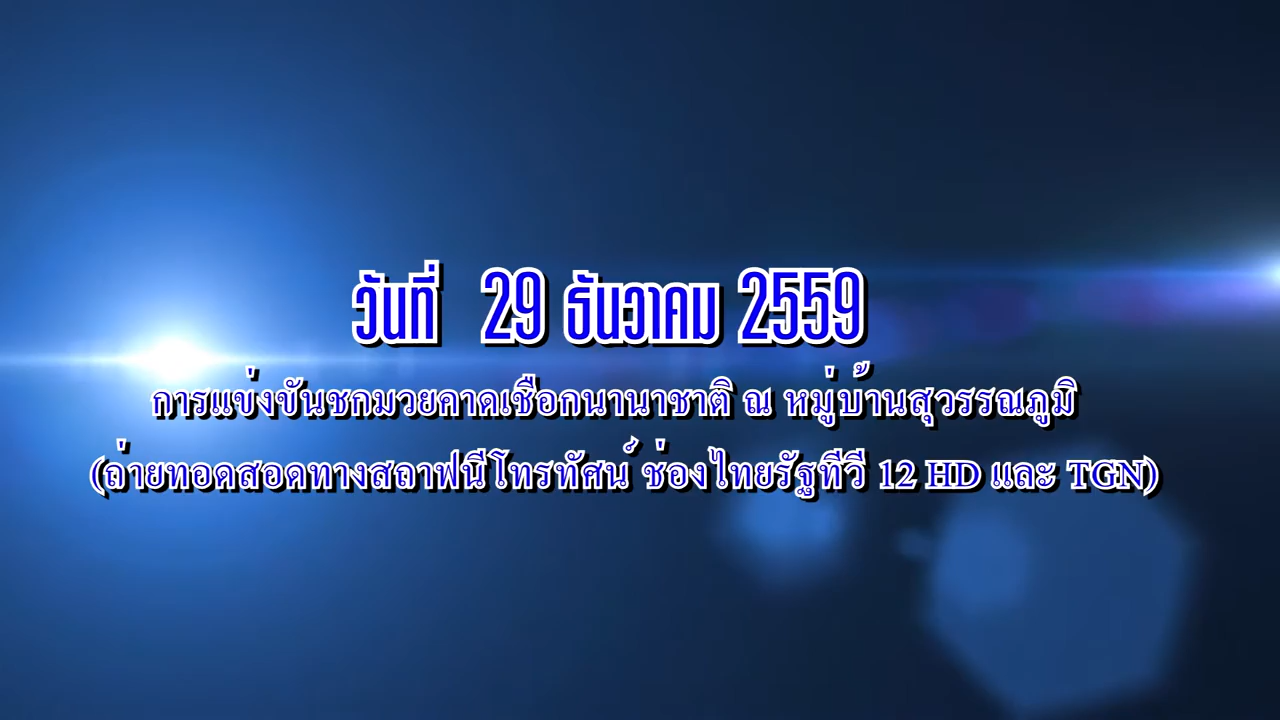 วันที่ 29 ธันวาคม 2559
การแข่งขันชกมวยคาดเชือกนานาชาติ ณ หมู่บ้านสุวรรณภูมิ
(ถ่ายทอดสอดทางสถาฟนีโทรทัศน์ ช่องไทยรัฐทีวี 12 HD และ TGN)